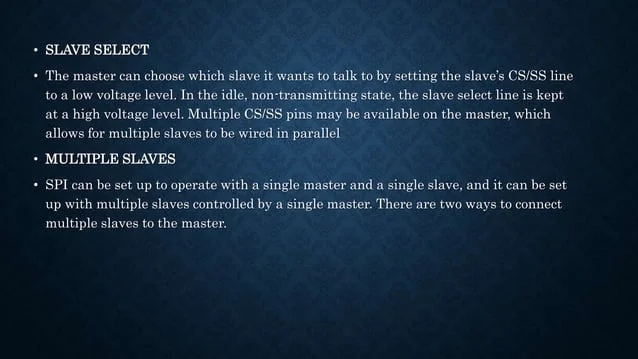 • SLAVE SELECT
• The master can choose which slave it wants to talk to by setting the slave’s CS/SS line
to a low voltage level. In the idle, non-transmitting state, the slave select line is kept
at a high voltage level. Multiple CS/SS pins may be available on the master, which
allows for multiple slaves to be wired in parallel
• MULTIPLE SLAVES
• SPI can be set up to operate with a single master and a single slave, and it can be set
up with multiple slaves controlled by a single master. There are two ways to connect
multiple slaves to the master.